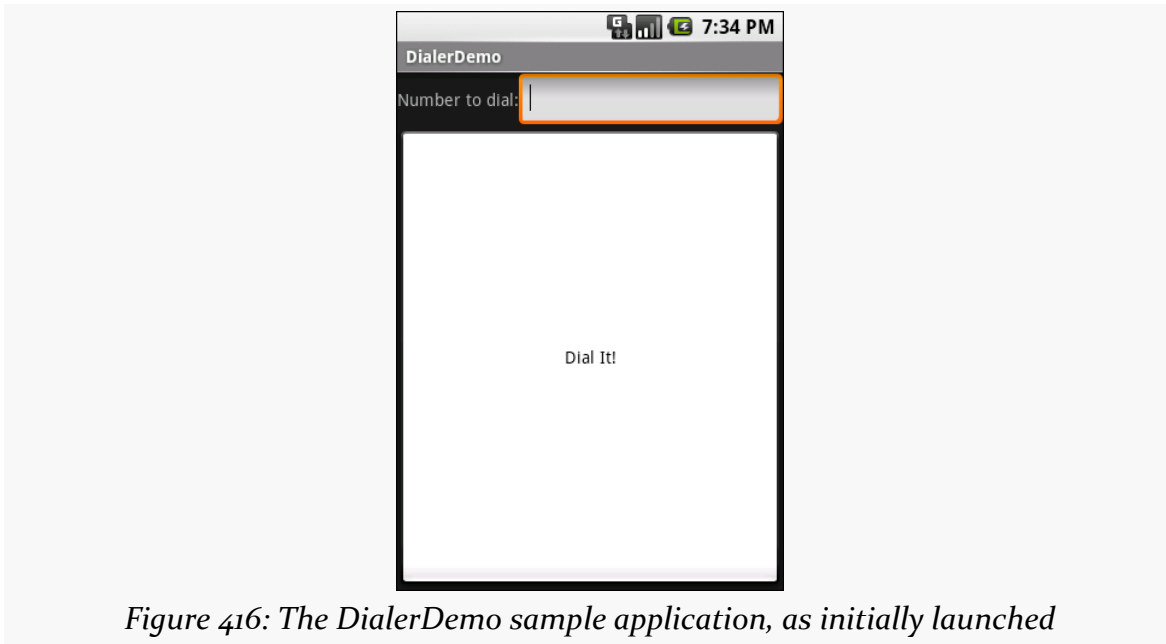 7:34 PM
DialerDemo
Number to dial:
Dial It!
Figure 416: The DialerDemo sample application, as initially launched